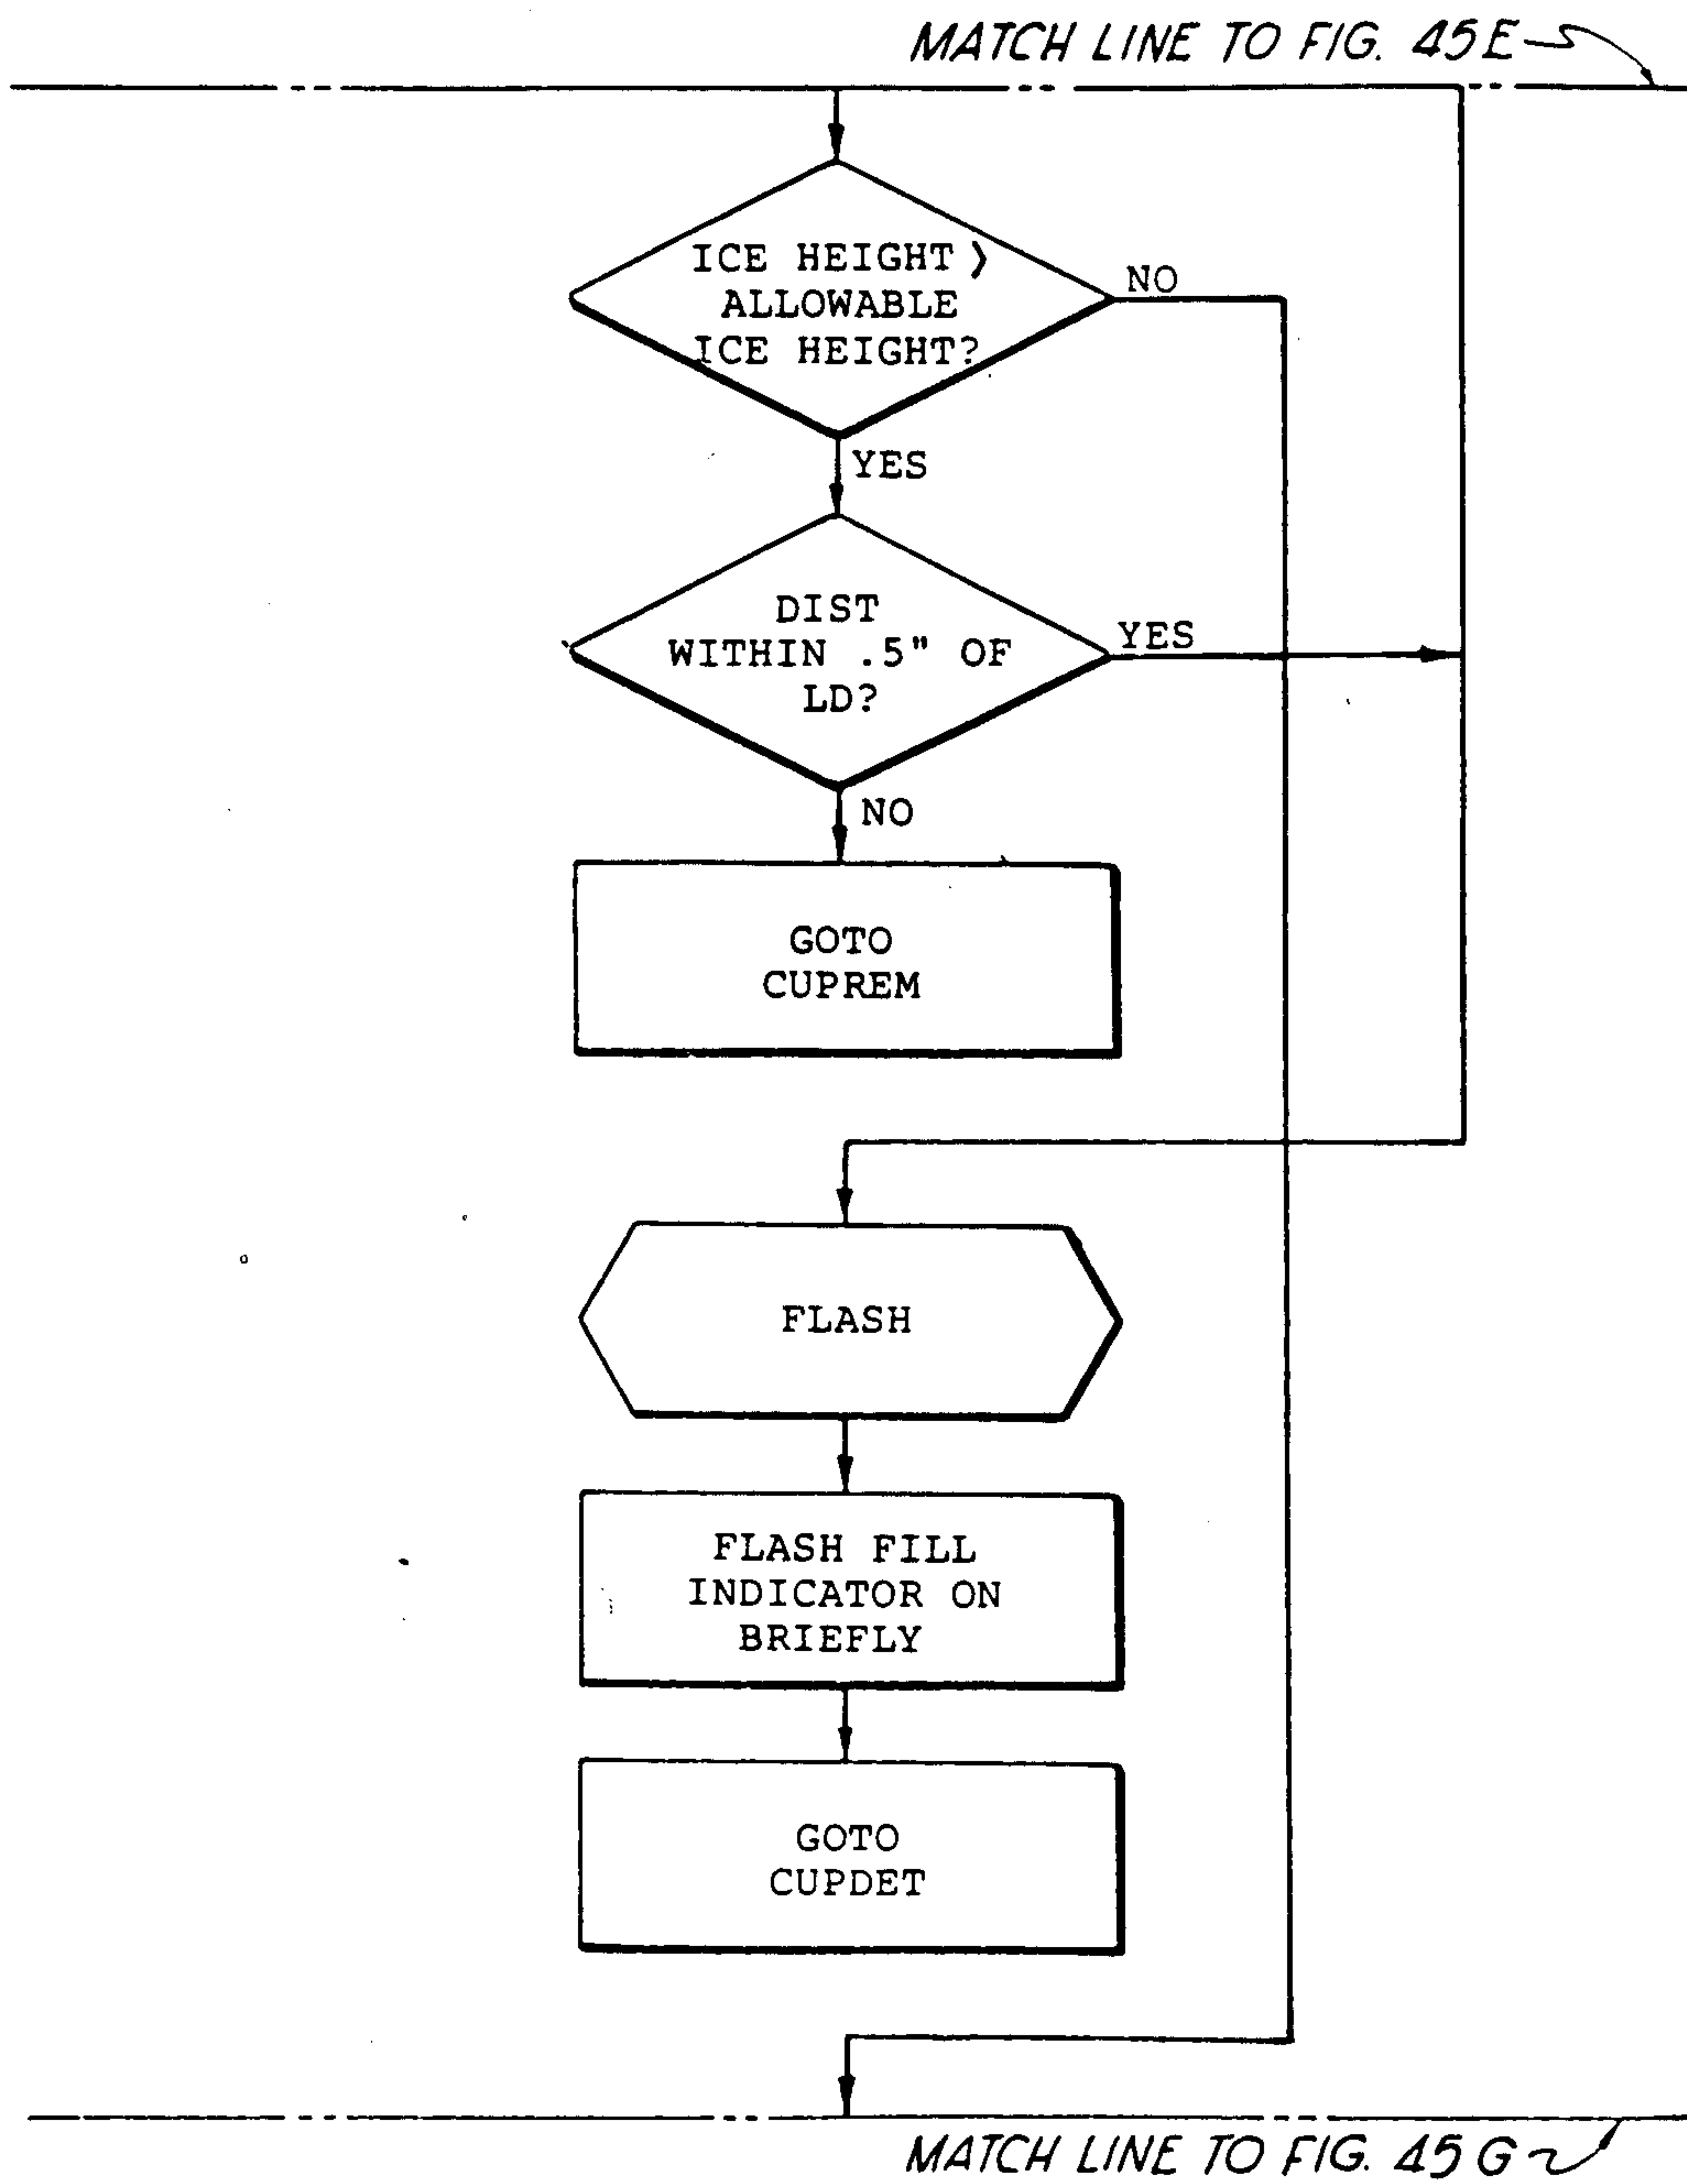 MATCH LINE TO FIG. 45E
ICE HEIGHT >
ALLOWABLE
ICE HEIGHT?
NO
YES
DIST
WITHIN .5" OF
LD?
YES
NO
GOTO
CUPREM
FLASH
FLASH FILL
INDICATOR ON
BRIEFLY
GOTO
CUPDET
MATCH LINE TO FIG. 45G